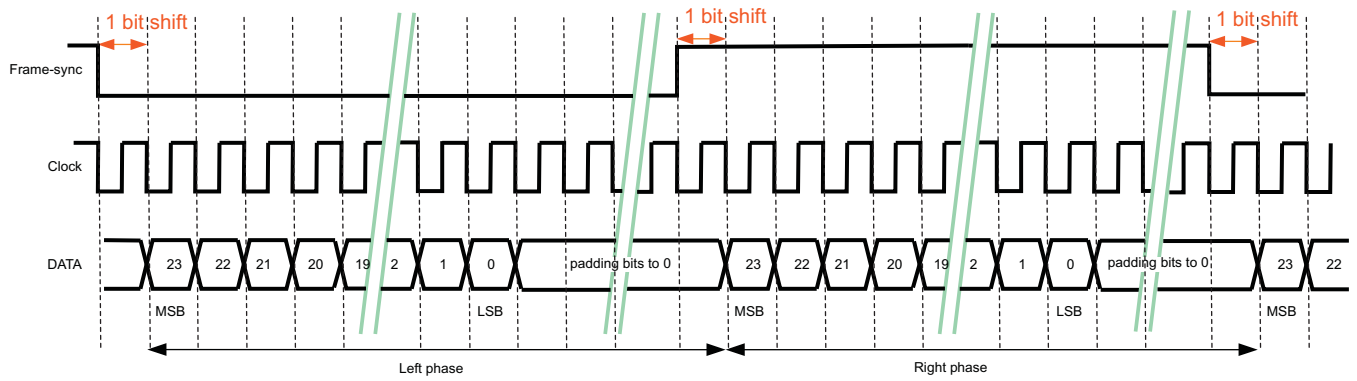 1 bit shift 1 bit shift 1 bit shift
Frame-sync
Clock
DATA 23 22 21 20 19 2 1 0 padding bits to 0 23 22 21 20 19 2 1 0 padding bits to 0 23 22
MSB LSB MSB LSB MSB
Left phase Right phase